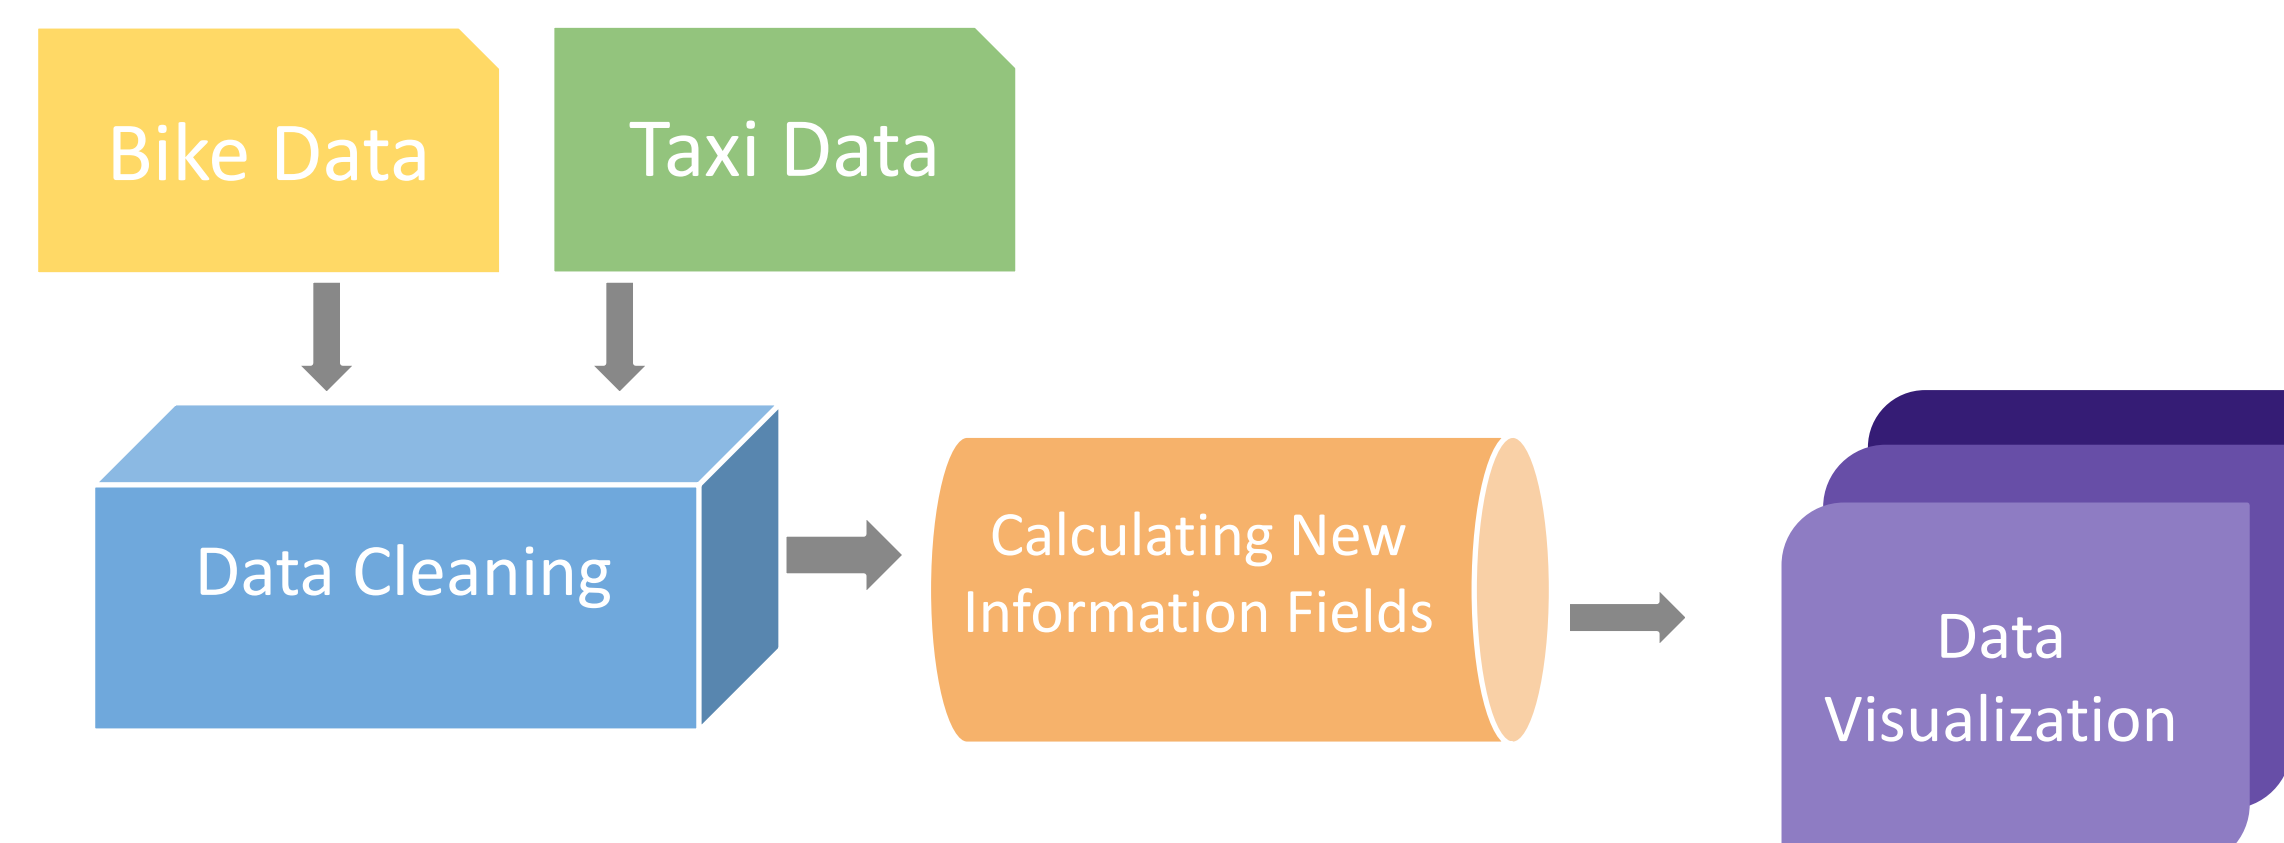 Bike Data
Taxi Data
Data Cleaning
Calculating New
Information Fields
Data
Visualization